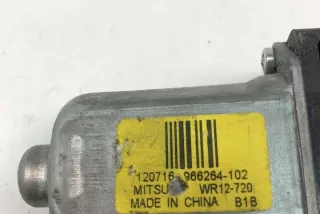 120716 966264-102
MITSU WR12-720
MADE IN CHINA B1B